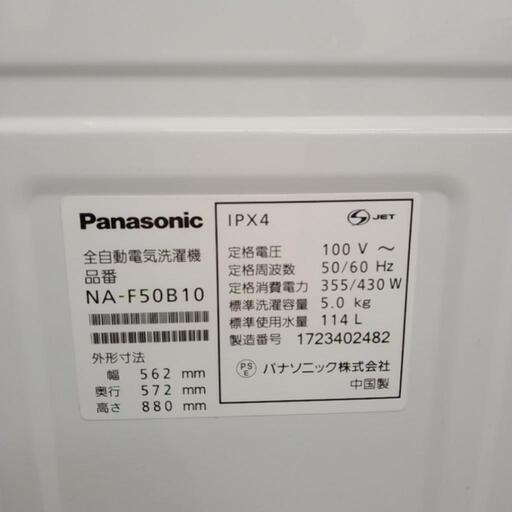 Panasonic
全自動電気洗濯機
品番
NA-F50B10
外形寸法
幅 562 mm
奥行 572 mm
高さ 880 mm
IPX4
S JET
定格電圧 100 V ～
定格周波数 50/60 Hz
定格消費電力 355/430 W
標準洗濯容量 5.0 kg
標準使用水量 114 L
製造番号 1723402482
PS E パナソニック株式会社
中国製